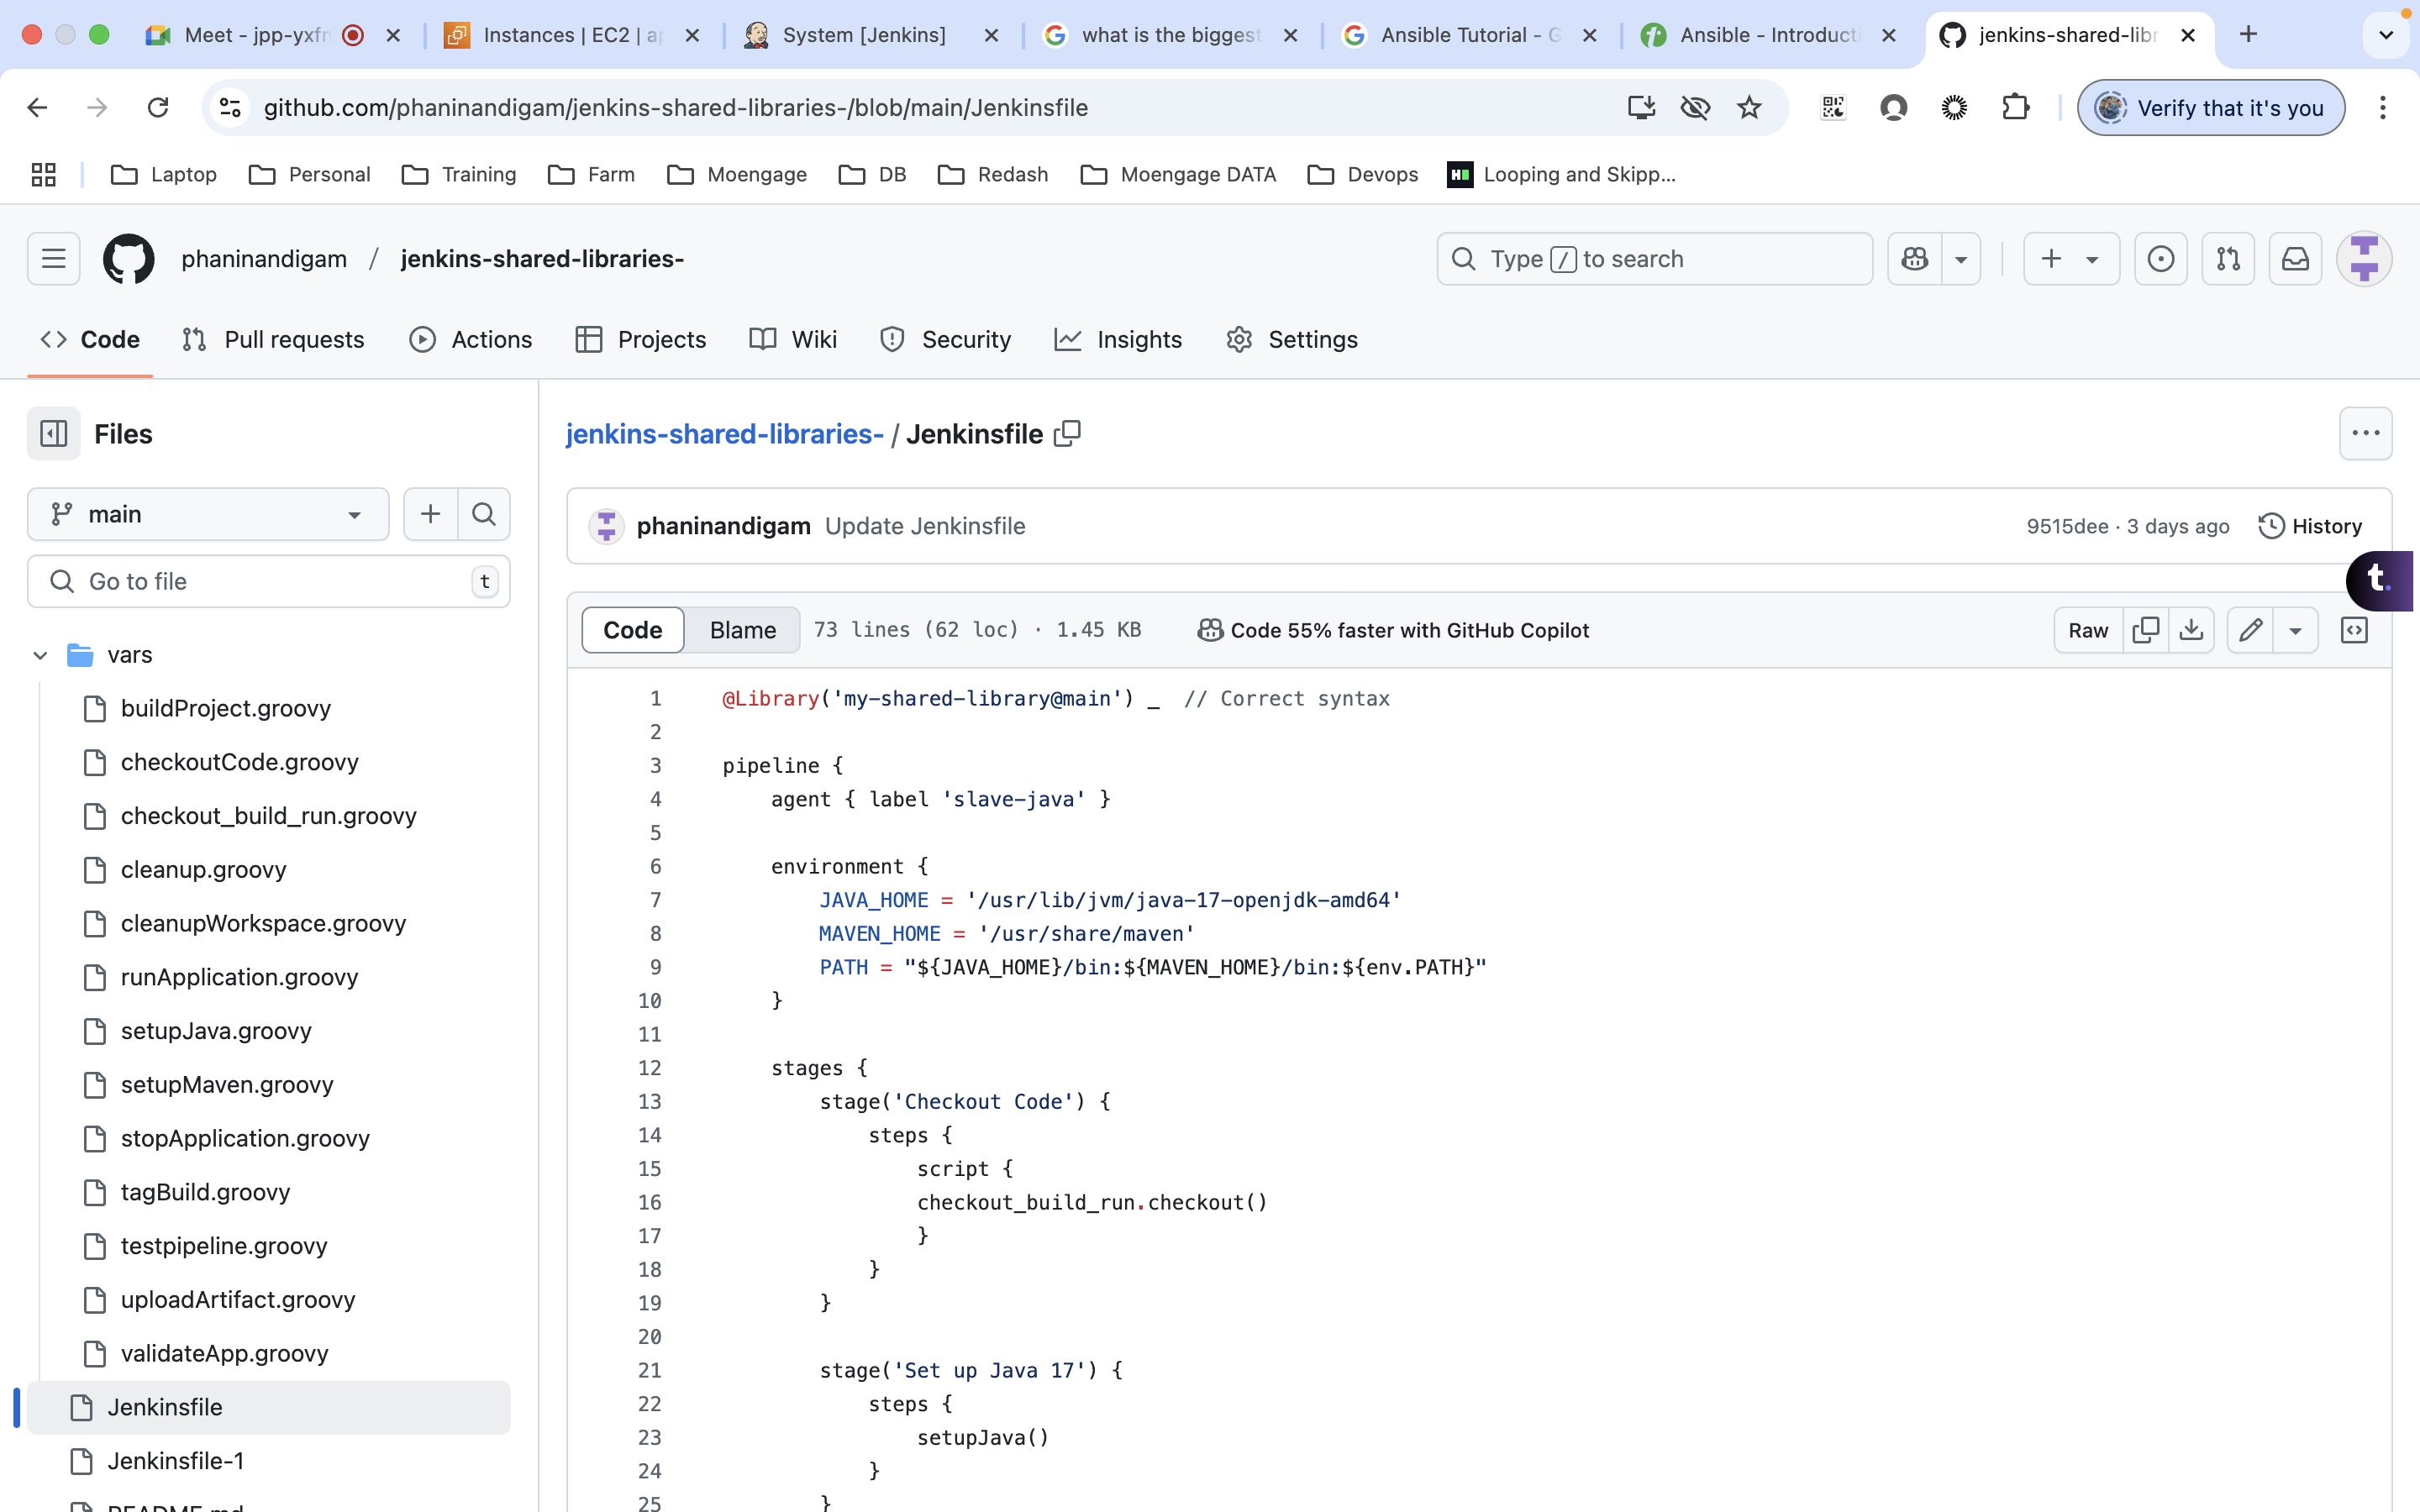 Meet - jpp-yxfn
Instances | EC2 | ap
System [Jenkins]
what is the biggest
Ansible Tutorial - G
Ansible - Introducti
jenkins-shared-libr
github.com/phaninandigam/jenkins-shared-libraries-/blob/main/Jenkinsfile
Verify that it's you
Laptop
Personal
Training
Farm
Moengage
DB
Redash
Moengage DATA
Devops
Looping and Skipp...
phaninandigam / jenkins-shared-libraries-
Type / to search
Code
Pull requests
Actions
Projects
Wiki
Security
Insights
Settings
Files
main
Go to file
t
vars
buildProject.groovy
checkoutCode.groovy
checkout_build_run.groovy
cleanup.groovy
cleanupWorkspace.groovy
runApplication.groovy
setupJava.groovy
setupMaven.groovy
stopApplication.groovy
tagBuild.groovy
testpipeline.groovy
uploadArtifact.groovy
validateApp.groovy
Jenkinsfile
Jenkinsfile-1
README.md
jenkins-shared-libraries- / Jenkinsfile
phaninandigam Update Jenkinsfile
9515dee · 3 days ago
History
t.
Code
Blame
73 lines (62 loc) · 1.45 KB
Code 55% faster with GitHub Copilot
Raw
1 @Library('my-shared-library@main') _  // Correct syntax
2
3 pipeline {
4     agent { label 'slave-java' }
5
6     environment {
7         JAVA_HOME = '/usr/lib/jvm/java-17-openjdk-amd64'
8         MAVEN_HOME = '/usr/share/maven'
9         PATH = "${JAVA_HOME}/bin:${MAVEN_HOME}/bin:${env.PATH}"
10     }
11
12     stages {
13         stage('Checkout Code') {
14             steps {
15                 script {
16                 checkout_build_run.checkout()
17                 }
18             }
19         }
20
21         stage('Set up Java 17') {
22             steps {
23                 setupJava()
24             }
25         }